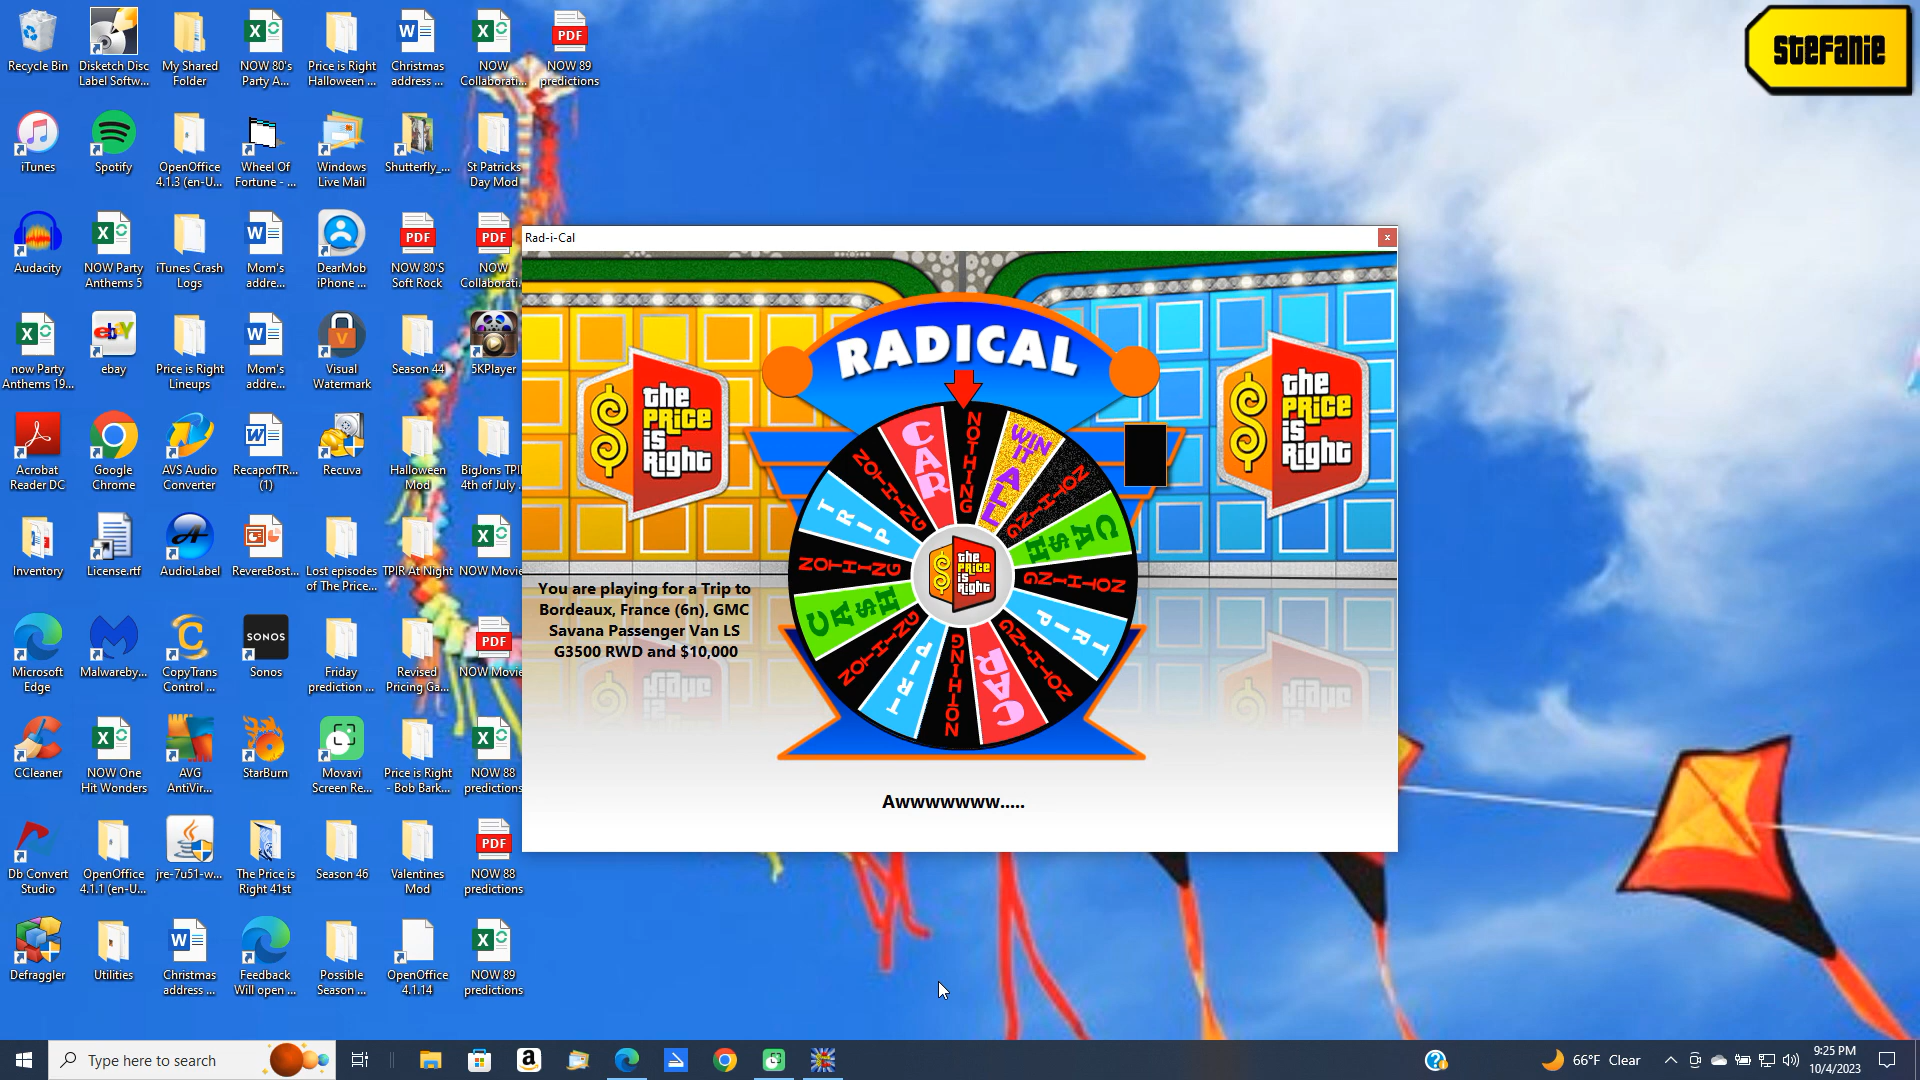 Recycle Bin
Disketch Disc
Label Softw...
My Shared
Folder
NOW 80's
Party A...
Price is Right
Halloween ...
Christmas
address ...
NOW
Collaborati...
PDF
NOW 89
predictions
STEFANIE
iTunes
Spotify
OpenOffice
4.1.3 (en-U...
Wheel Of
Fortune - ...
Windows
Live Mail
Shutterfly_...
St Patricks
Day Mod
Audacity
NOW Party
Anthems 5
iTunes Crash
Logs
Mom's
addre...
DearMob
iPhone ...
PDF
NOW 80'S
Soft Rock
PDF
NOW
Collaborati...
now Party
Anthems 19...
ebay
Price is Right
Lineups
Mom's
addre...
Visual
Watermark
Season 44
5KPlayer
Acrobat
Reader DC
Google
Chrome
AVS Audio
Converter
RecapofTR...
(1)
Recuva
Halloween
Mod
BigJons TPI
4th of July ...
Inventory
License.rtf
AudioLabel
RevereBost...
Lost episodes
of The Price...
TPIR At Night
NOW Movie
Microsoft
Edge
Malwareby...
CopyTrans
Control ...
SONOS
Sonos
Friday
prediction ...
Revised
Pricing Ga...
PDF
NOW Movie
CCleaner
NOW One
Hit Wonders
AVG
AntiVir...
StarBurn
Movavi
Screen Re...
Price is Right
- Bob Bark...
NOW 88
predictions
Db Convert
Studio
OpenOffice
4.1.1 (en-U...
jre-7u51-w...
The Price is
Right 41st
Season 46
Valentines
Mod
PDF
NOW 88
predictions
Defraggler
Utilities
Christmas
address ...
Feedback
Will open ...
Possible
Season ...
OpenOffice
4.1.14
NOW 89
predictions
Rad-i-Cal
RADICAL
the
PRICE
is
Right
the
PRICE
is
Right
NOTHING
WIN IT ALL
NOTHING
CA$H
NOTHING
TRIP
NOTHING
CAR
NOTHING
TRIP
NOTHING
CA$H
NOTHING
TRIP
NOTHING
CAR
the
PRICE
is
Right
You are playing for a Trip to
Bordeaux, France (6n), GMC
Savana Passenger Van LS
G3500 RWD and $10,000
Awwwwwww.....
Type here to search
66°F Clear
9:25 PM
10/4/2023